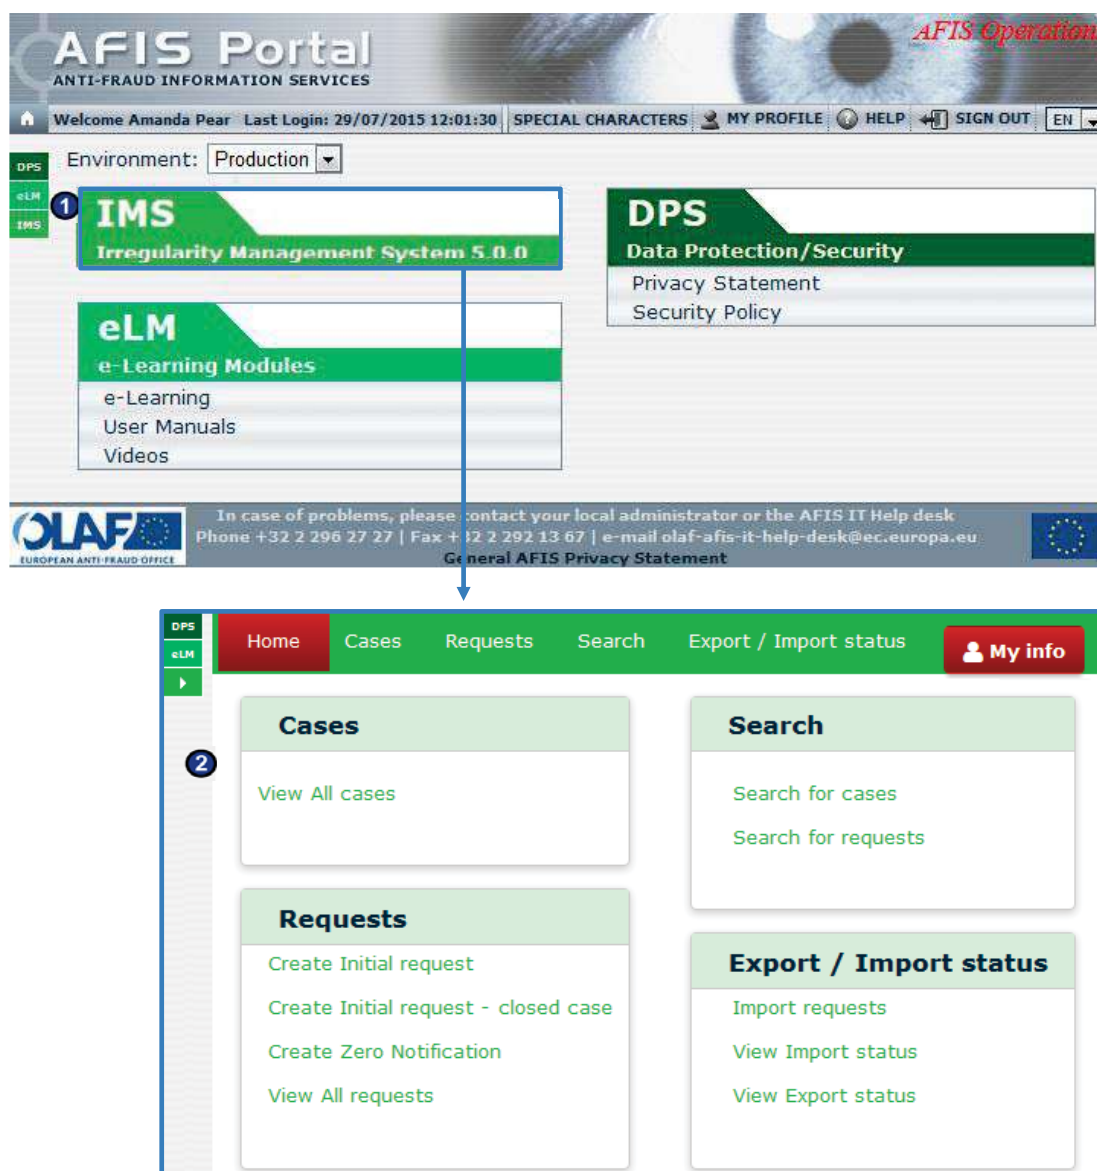 AFIS Portal
AFIS Operation
ANTI-FRAUD INFORMATION SERVICES
Welcome Amanda Pear Last Login: 29/07/2015 12:01:30 SPECIAL CHARACTERS MY PROFILE HELP SIGN OUT EN
Environment: Production
DPS
eLM
IMS
1
IMS
Irregularity Management System 5.0.0
DPS
Data Protection/Security
Privacy Statement
Security Policy
eLM
e-Learning Modules
e-Learning
User Manuals
Videos
OLAF
EUROPEAN ANTI-FRAUD OFFICE
In case of problems, please contact your local administrator or the AFIS IT Help desk
Phone +32 2 296 27 27 | Fax + 32 2 292 13 67 | e-mail olaf-afis-it-help-desk@ec.europa.eu
General AFIS Privacy Statement
DPS
eLM
Home Cases Requests Search Export / Import status My info
2
Cases
View All cases
Search
Search for cases
Search for requests
Requests
Create Initial request
Create Initial request - closed case
Create Zero Notification
View All requests
Export / Import status
Import requests
View Import status
View Export status